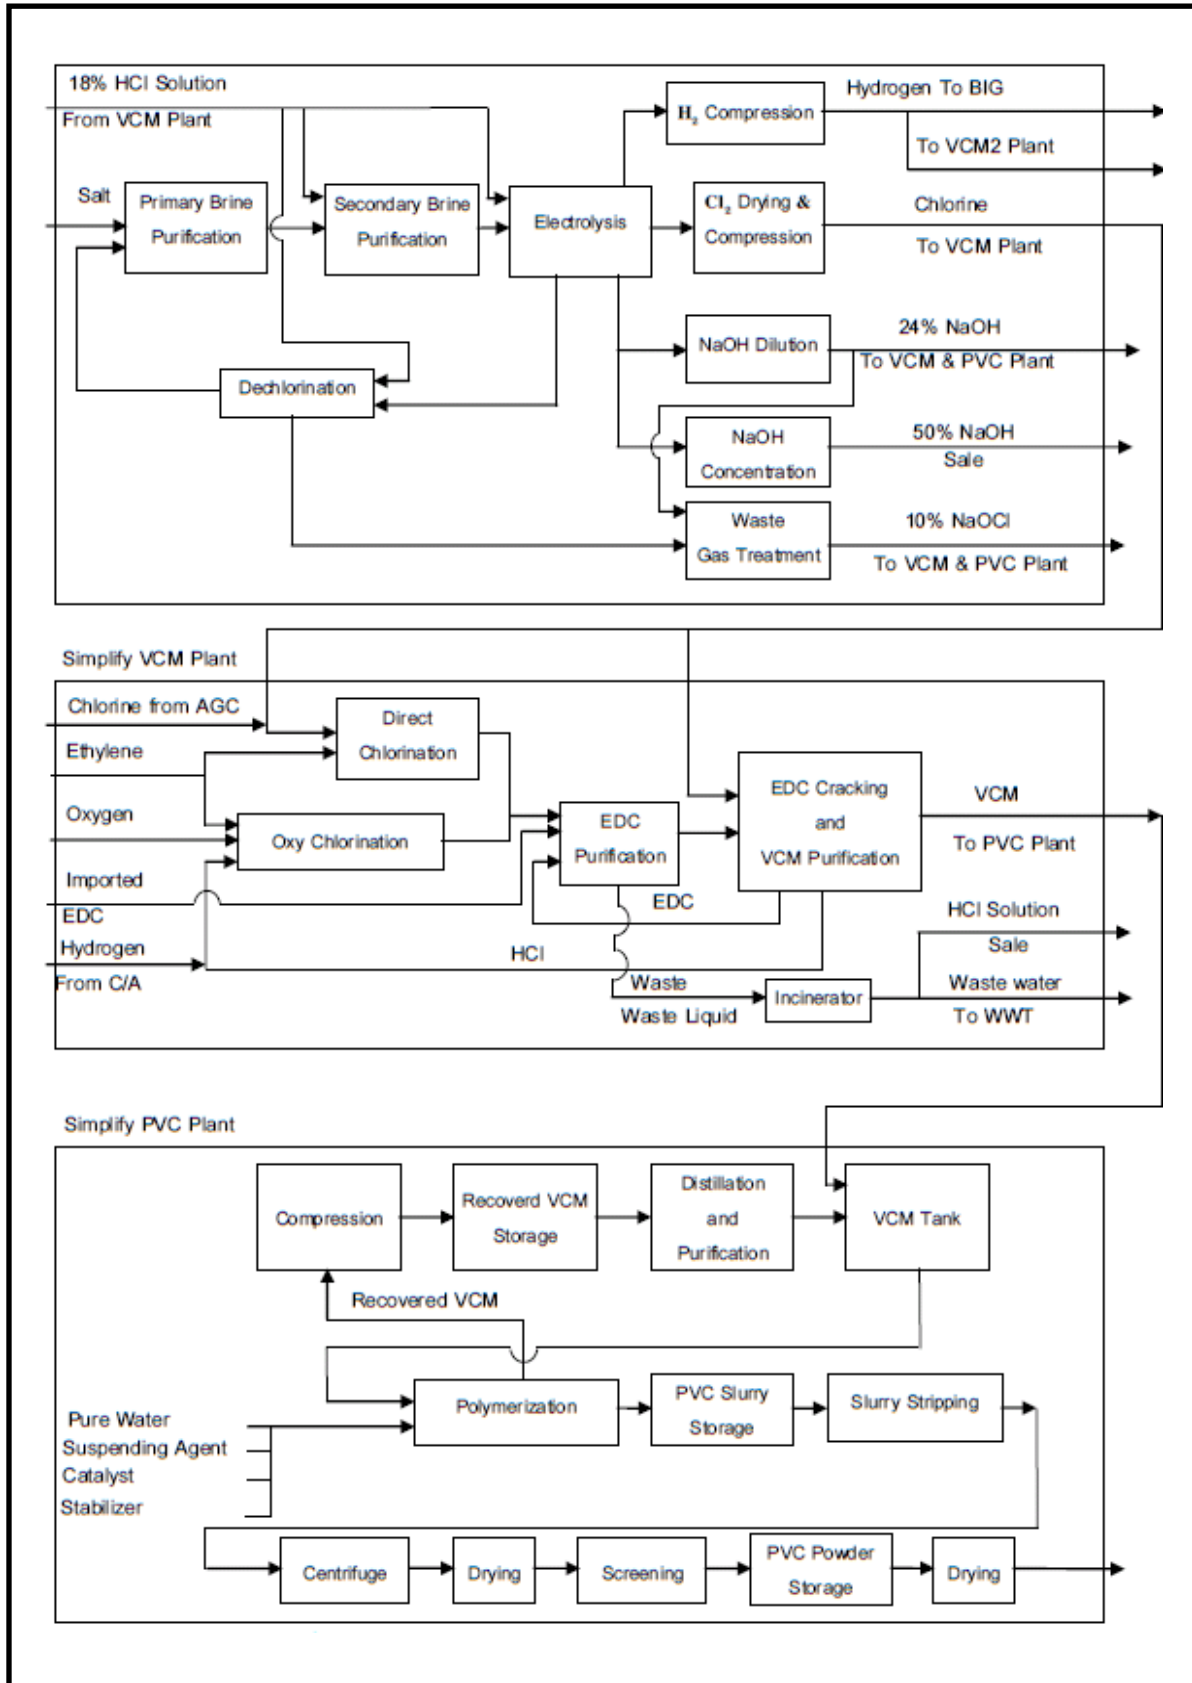 18% HCl Solution
From VCM Plant
H2 Compression
Hydrogen To BIG
To VCM2 Plant
Salt
Primary Brine
Purification
Secondary Brine
Purification
Electrolysis
Cl2 Drying &
Compression
Chlorine
To VCM Plant
NaOH Dilution
24% NaOH
To VCM & PVC Plant
Dechlorination
NaOH
Concentration
50% NaOH
Sale
Waste
Gas Treatment
10% NaOCl
To VCM & PVC Plant
Simplify VCM Plant
Chlorine from AGC
Direct
Chlorination
Ethylene
Oxygen
Oxy Chlorination
EDC
Purification
EDC Cracking
and
VCM Purification
VCM
To PVC Plant
Imported
EDC
EDC
HCl Solution
Sale
Hydrogen
From C/A
HCl
Waste
Waste Liquid
Incinerator
Waste water
To WWT
Simplify PVC Plant
Compression
Recoverd VCM
Storage
Distillation
and
Purification
VCM Tank
Recovered VCM
Polymerization
PVC Slurry
Storage
Slurry Stripping
Pure Water
Suspending Agent
Catalyst
Stabilizer
Centrifuge
Drying
Screening
PVC Powder
Storage
Drying